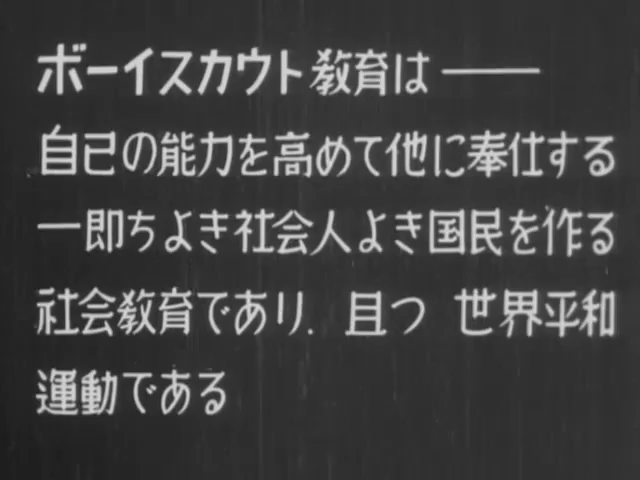 ボーイスカウト教育は——
自己の能力を高めて他に奉仕する
一即ちよき社会人よき国民を作る
社会教育であり. 且つ 世界平和
運動である